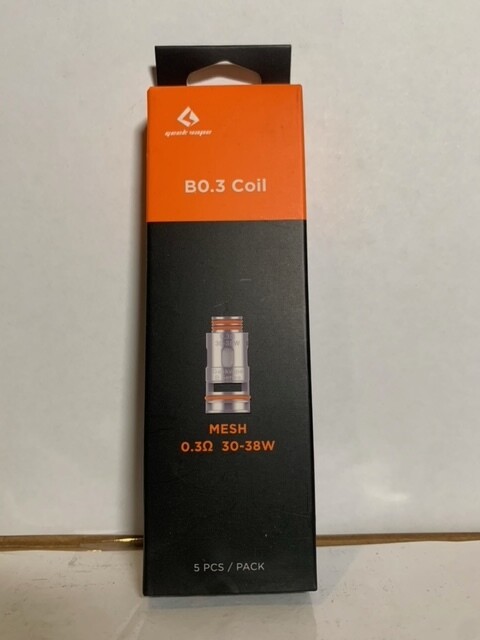 geek vape
B0.3 Coil
MESH
0.3Ω 30-38W
5 PCS / PACK